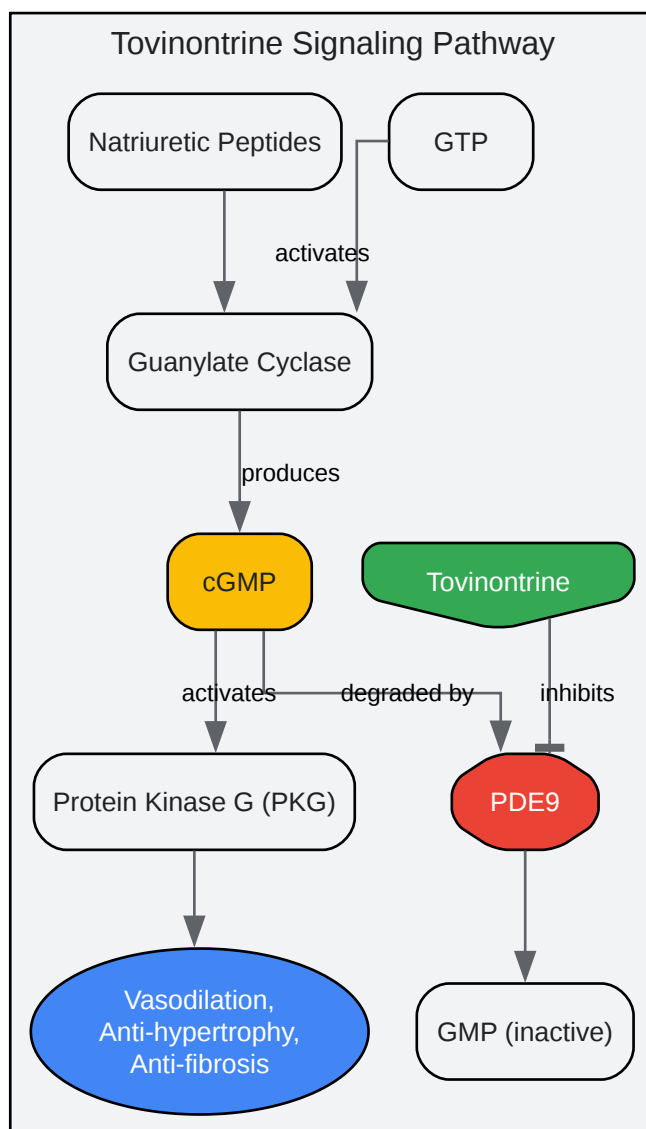 Tovinontrine Signaling Pathway
Natriuretic Peptides
GTP
activates
Guanylate Cyclase
produces
cGMP
Tovinontrine
activates
degraded by
inhibits
Protein Kinase G (PKG)
PDE9
Vasodilation,
Anti-hypertrophy,
Anti-fibrosis
GMP (inactive)